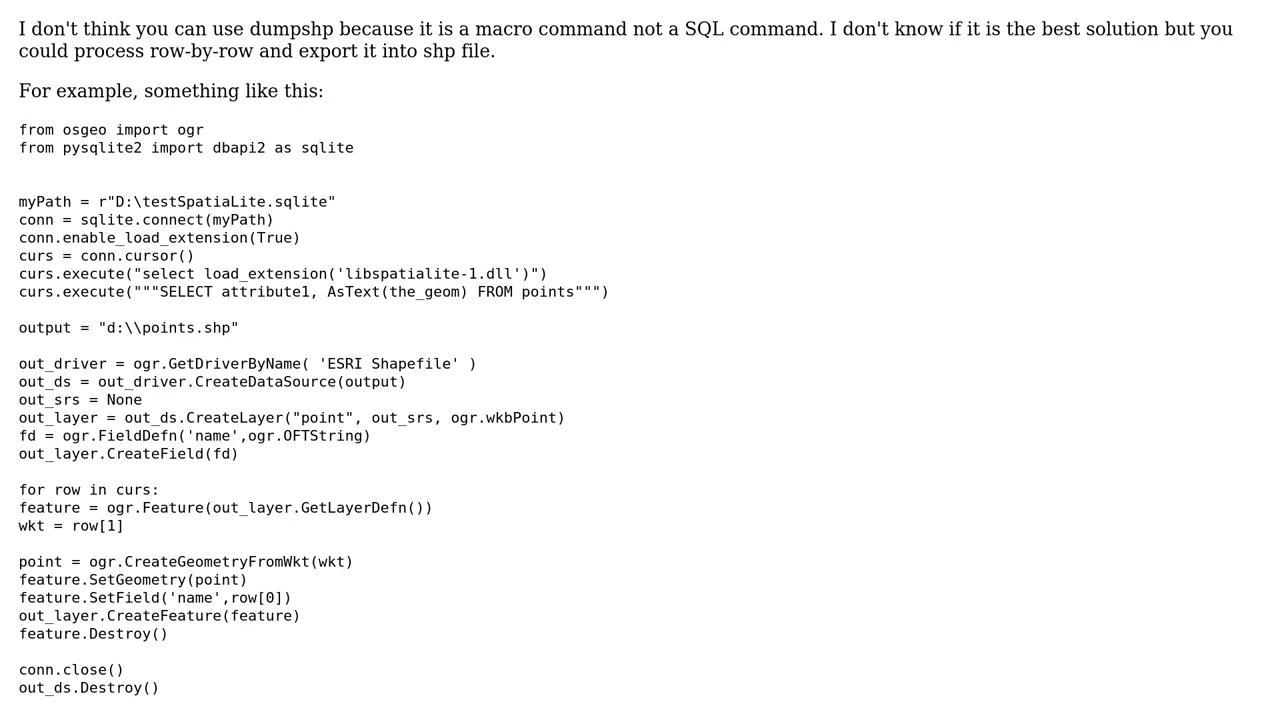 I don't think you can use dumpshp because it is a macro command not a SQL command. I don't know if it is the best solution but you
could process row-by-row and export it into shp file.
For example, something like this:
from osgeo import ogr
from pysqlite2 import dbapi2 as sqlite
myPath = r"D:\testSpatiaLite.sqlite"
conn = sqlite.connect(myPath)
conn.enable_load_extension(True)
curs = conn.cursor()
curs.execute("select load_extension('libspatialite-1.dll')")
curs.execute("""SELECT attribute1, AsText(the_geom) FROM points""")
output = "d:\\points.shp"
out_driver = ogr.GetDriverByName( 'ESRI Shapefile' )
out_ds = out_driver.CreateDataSource(output)
out_srs = None
out_layer = out_ds.CreateLayer("point", out_srs, ogr.wkbPoint)
fd = ogr.FieldDefn('name',ogr.OFTString)
out_layer.CreateField(fd)
for row in curs:
feature = ogr.Feature(out_layer.GetLayerDefn())
wkt = row[1]
point = ogr.CreateGeometryFromWkt(wkt)
feature.SetGeometry(point)
feature.SetField('name',row[0])
out_layer.CreateFeature(feature)
feature.Destroy()
conn.close()
out_ds.Destroy()